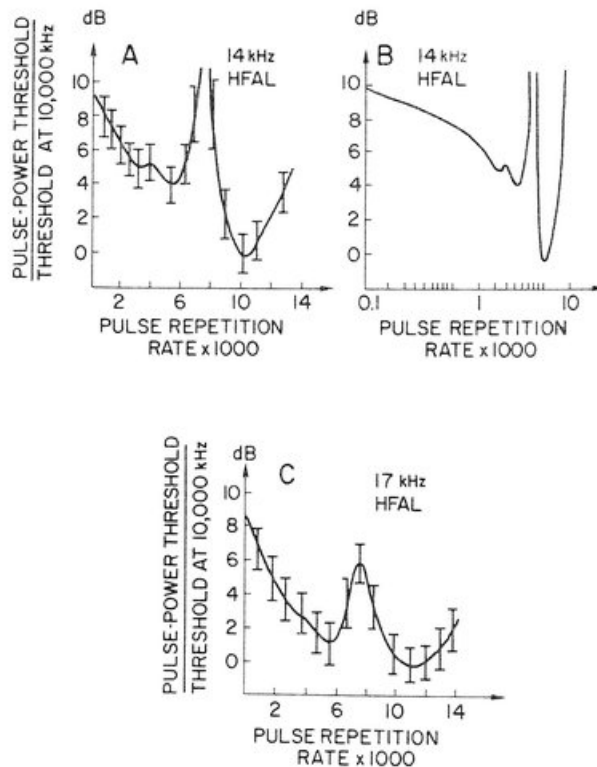 dB
A
14 kHz
HFAL
PULSE-POWER THRESHOLD
THRESHOLD AT 10,000 kHz
10
8
6
4
2
0
2 6 10 14
PULSE REPETITION
RATE x 1000
dB
B
14 kHz
HFAL
10
8
6
4
2
0
0.1 1 10
PULSE REPETITION
RATE x 1000
dB
C
17 kHz
HFAL
PULSE-POWER THRESHOLD
THRESHOLD AT 10,000 kHz
10
8
6
4
2
0
2 6 10 14
PULSE REPETITION
RATE x 1000